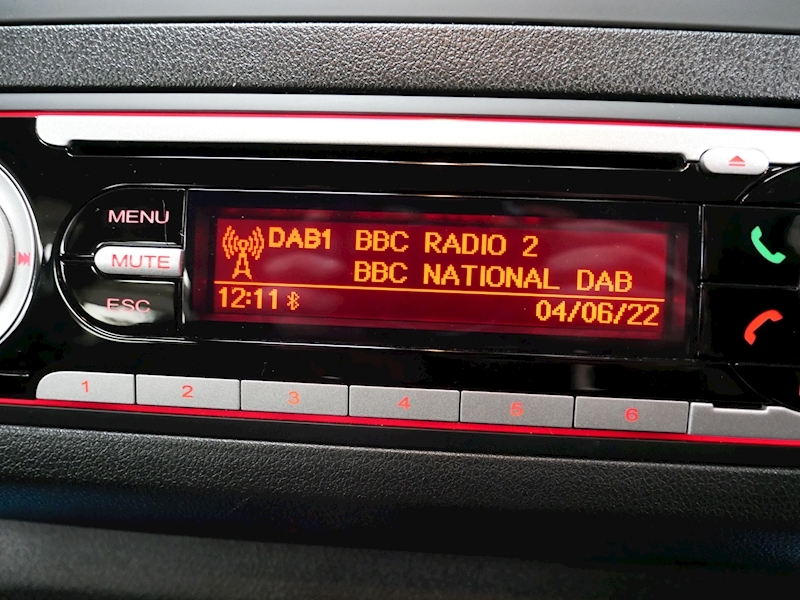 MENU
MUTE
ESC
DAB1 BBC RADIO 2
BBC NATIONAL DAB
12:11 04/06/22
1 2 3 4 5 6